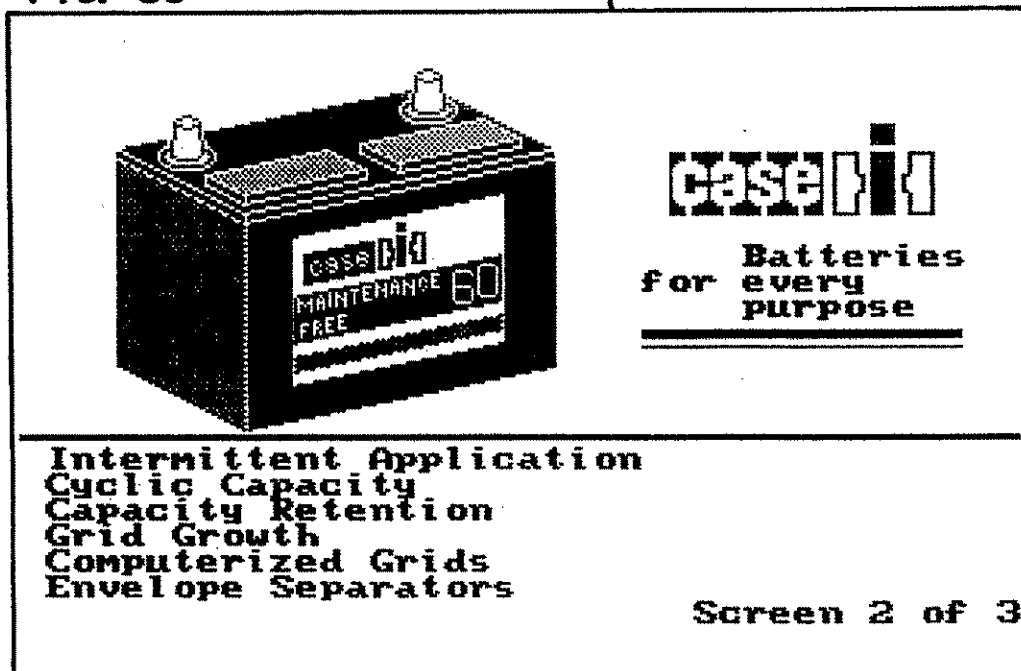 case
Batteries
for every
purpose
case
MAINTENANCE 60
FREE
Intermittent Application
Cyclic Capacity
Capacity Retention
Grid Growth
Computerized Grids
Envelope Separators
Screen 2 of 3